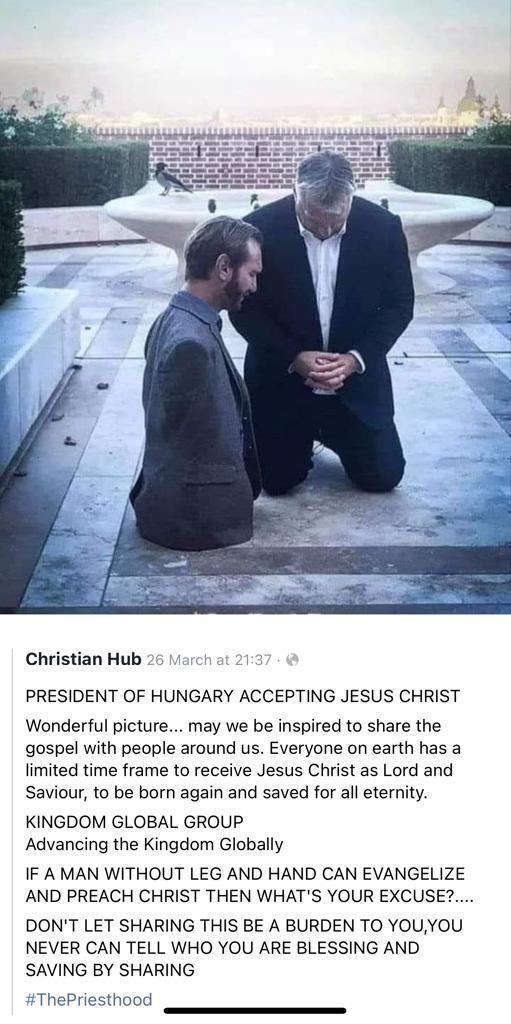 Christian Hub 26 March at 21:37 ·
PRESIDENT OF HUNGARY ACCEPTING JESUS CHRIST
Wonderful picture... may we be inspired to share the
gospel with people around us. Everyone on earth has a
limited time frame to receive Jesus Christ as Lord and
Saviour, to be born again and saved for all eternity.
KINGDOM GLOBAL GROUP
Advancing the Kingdom Globally
IF A MAN WITHOUT LEG AND HAND CAN EVANGELIZE
AND PREACH CHRIST THEN WHAT'S YOUR EXCUSE?....
DON'T LET SHARING THIS BE A BURDEN TO YOU,YOU
NEVER CAN TELL WHO YOU ARE BLESSING AND
SAVING BY SHARING
#ThePriesthood